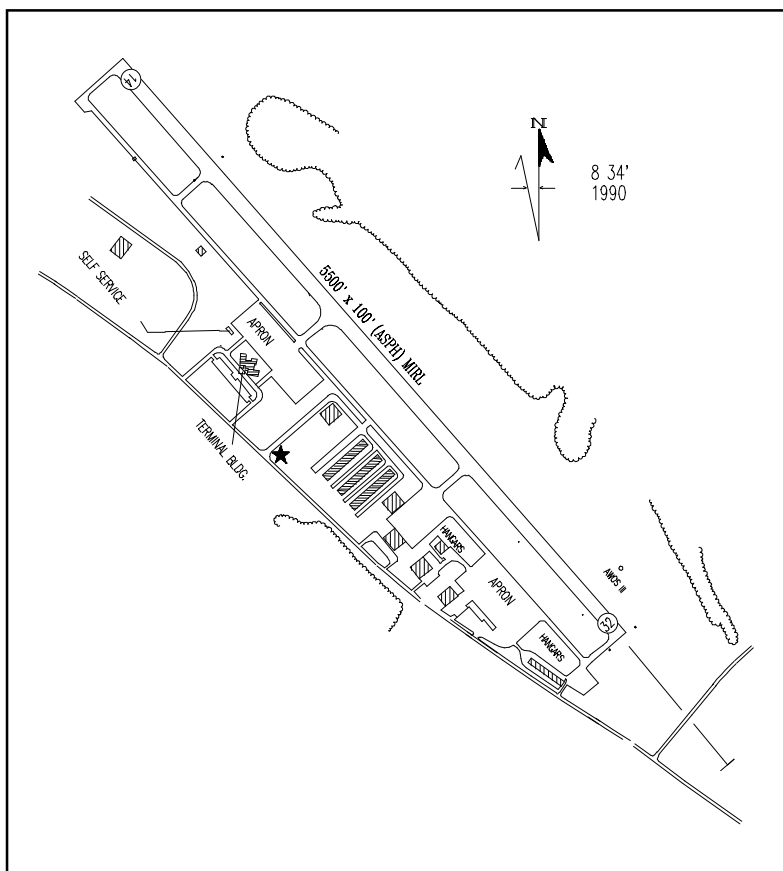 14
N
8 34'
1990
SELF SERVICE
5500' x 100' (ASPH) MIRL
APRON
TERMINAL BLDG.
HANGARS
APRON
AWOS III
32
HANGARS